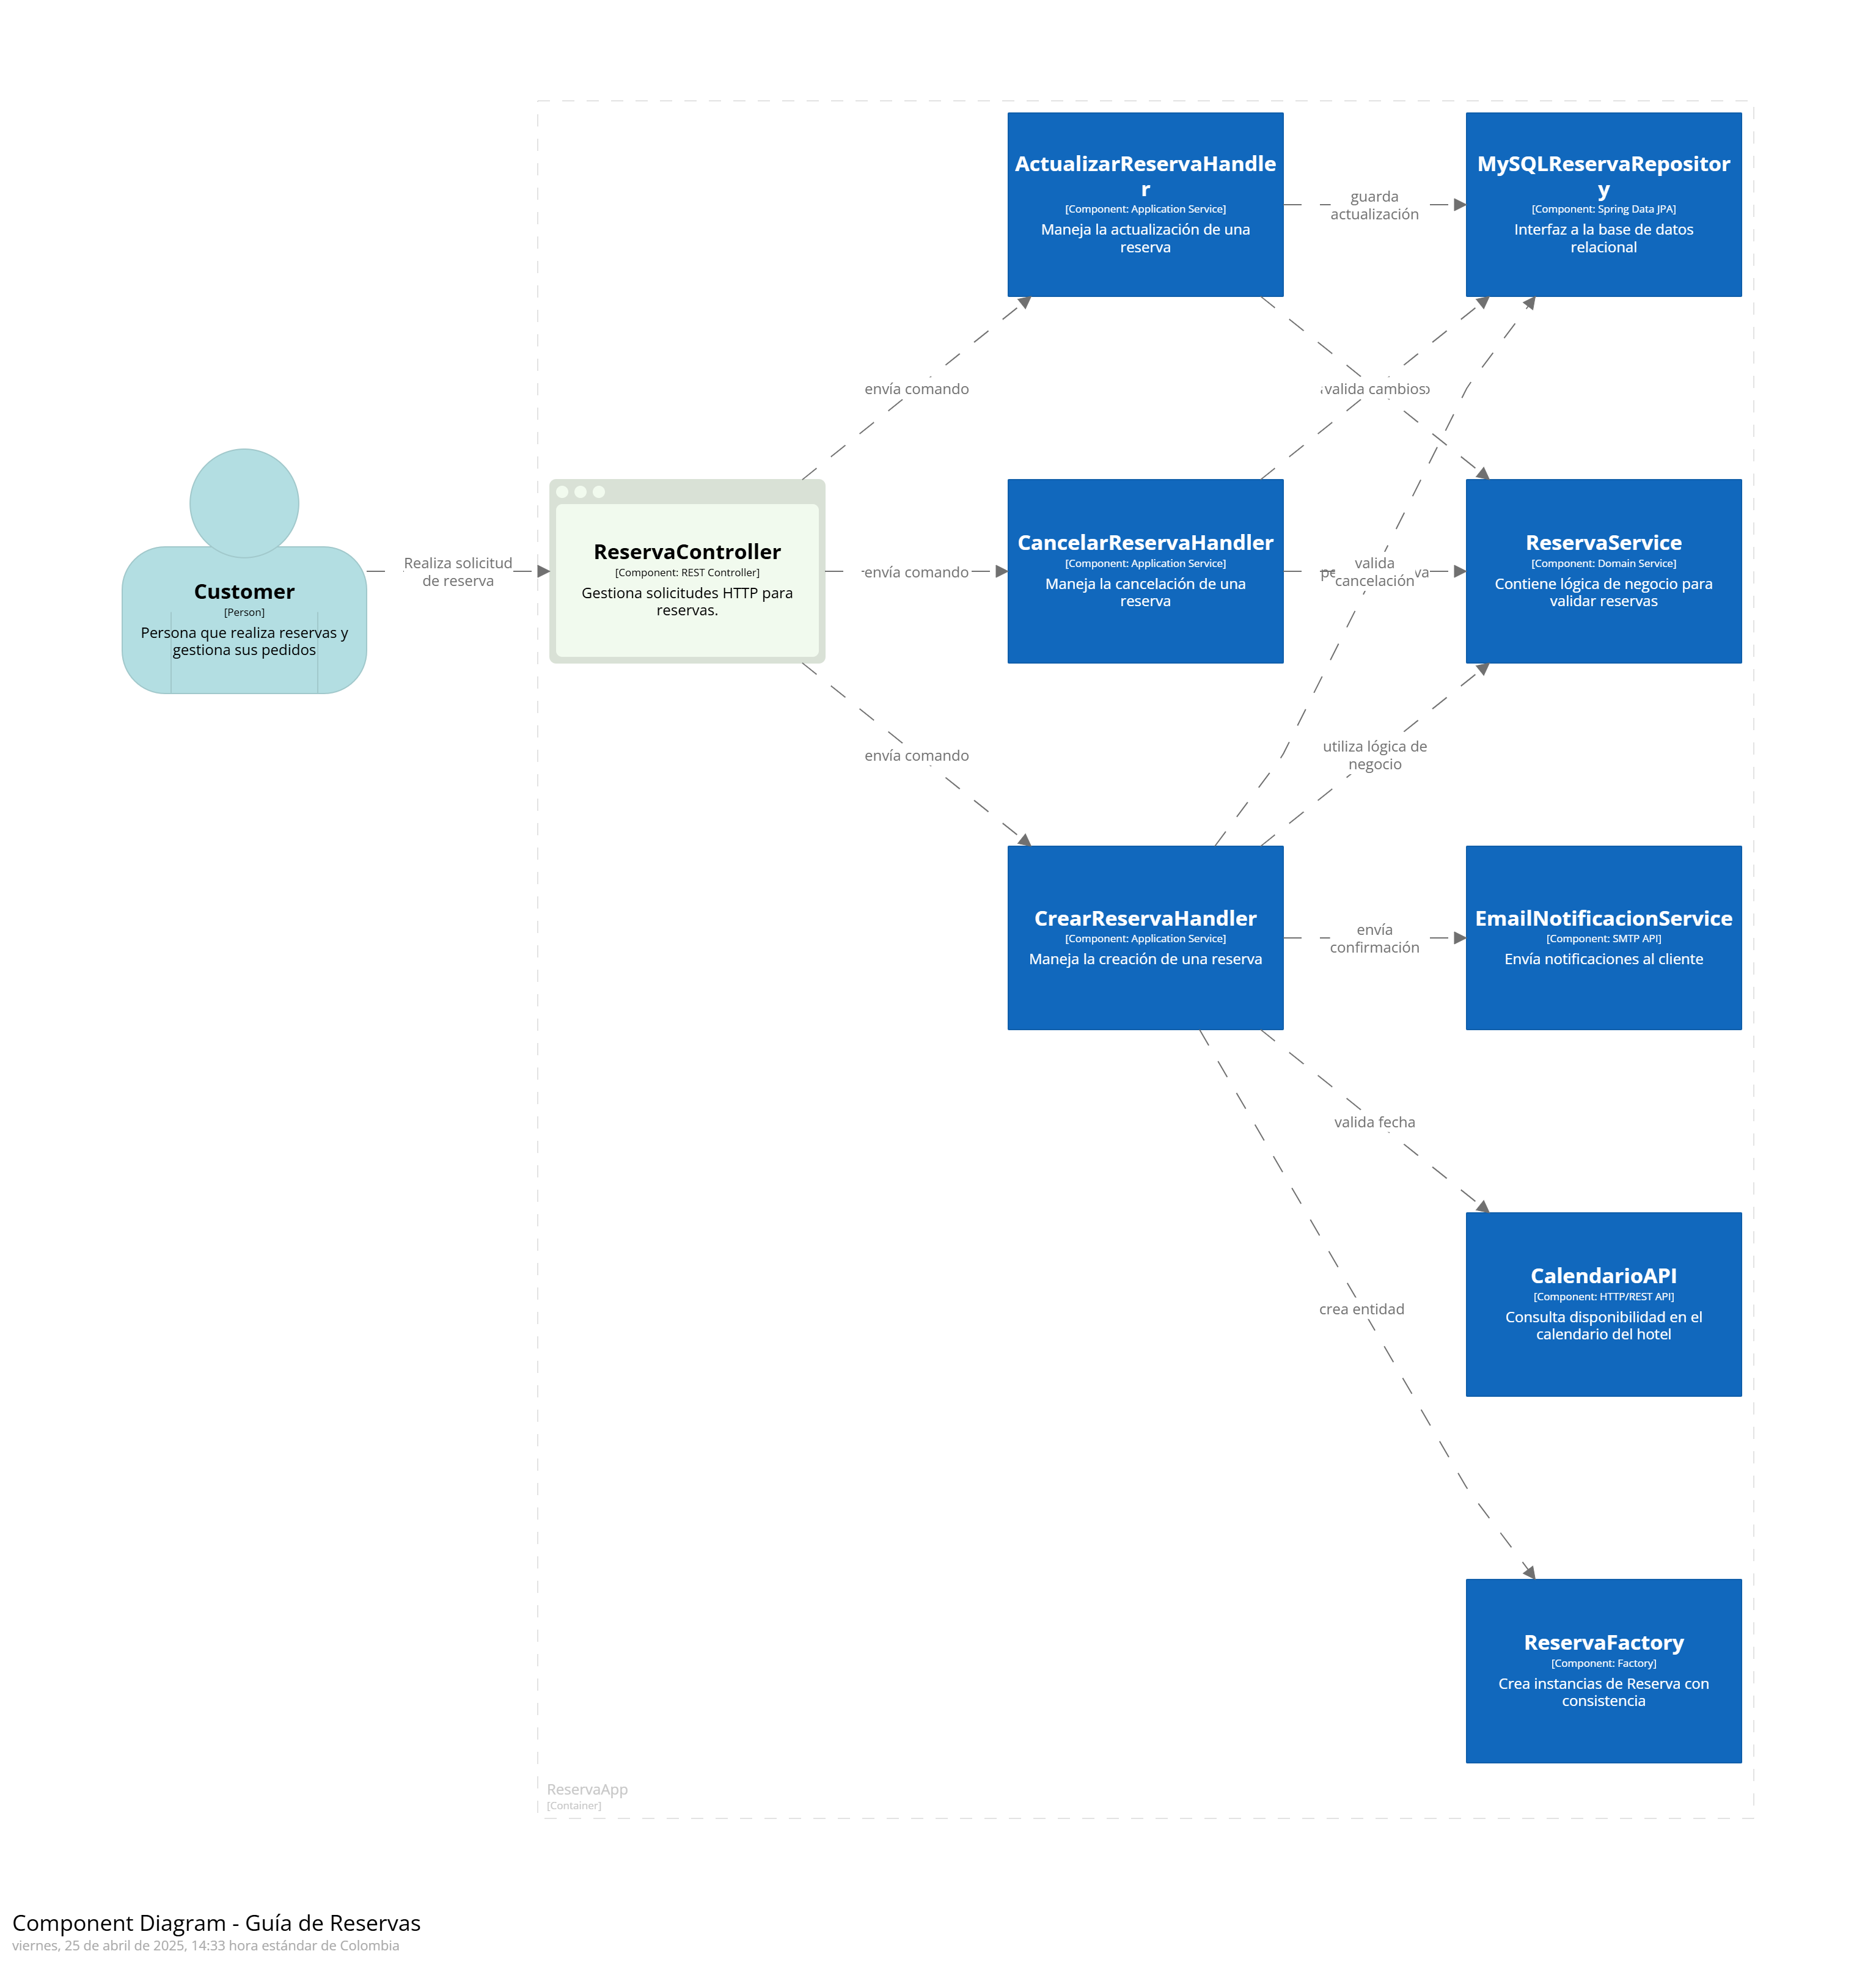 ActualizarReservaHandle
r
[Component: Application Service]
Maneja la actualización de una
reserva
guarda
actualización
MySQLReservaRepositor
y
[Component: Spring Data JPA]
Interfaz a la base de datos
relacional
envía comando
valida cambios
Customer
[Person]
Persona que realiza reservas y
gestiona sus pedidos
Realiza solicitud
de reserva
ReservaController
[Component: REST Controller]
Gestiona solicitudes HTTP para
reservas.
envía comando
CancelarReservaHandler
[Component: Application Service]
Maneja la cancelación de una
reserva
valida
cancelación
ReservaService
[Component: Domain Service]
Contiene lógica de negocio para
validar reservas
envía comando
utiliza lógica de
negocio
CrearReservaHandler
[Component: Application Service]
Maneja la creación de una reserva
envía
confirmación
EmailNotificacionService
[Component: SMTP API]
Envía notificaciones al cliente
valida fecha
CalendarioAPI
[Component: HTTP/REST API]
Consulta disponibilidad en el
calendario del hotel
crea entidad
ReservaFactory
[Component: Factory]
Crea instancias de Reserva con
consistencia
ReservaApp
[Container]
Component Diagram - Guía de Reservas
viernes, 25 de abril de 2025, 14:33 hora estándar de Colombia